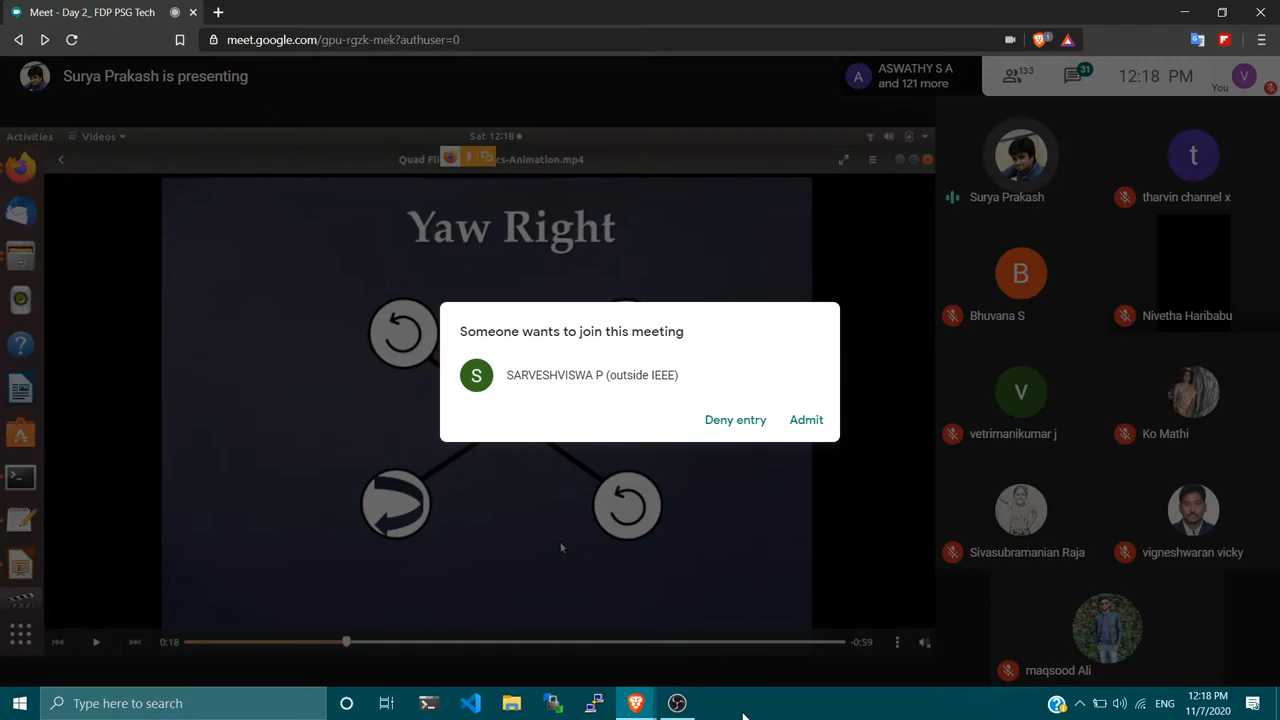 Meet - Day 2_ FDP PSG Tech
meet.google.com/gpu-rgzk-mek?authuser=0
Surya Prakash is presenting
A
ASWATHY S A
and 121 more
133
31
12:18 PM
You
V
Activities
Videos
Sat 12:18
Quad Fli
cs-Animation.mp4
Yaw Right
Someone wants to join this meeting
S
SARVESHVISWA P (outside IEEE)
Deny entry
Admit
0:18
-0:59
Surya Prakash
t
tharvin channel x
B
Bhuvana S
Nivetha Haribabu
V
vetrimanikumar j
Ko Mathi
Sivasubramanian Raja
vigneshwaran vicky
maqsood Ali
Type here to search
ENG
12:18 PM
11/7/2020